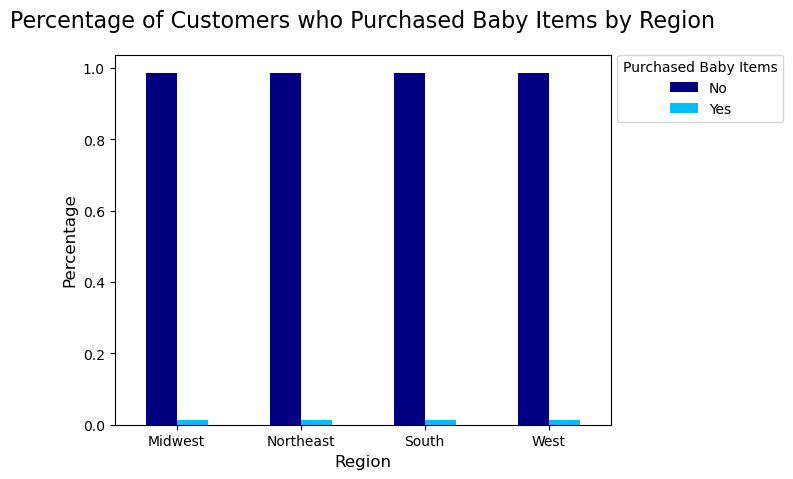 Percentage of Customers who Purchased Baby Items by Region
Purchased Baby Items
No
Yes
Percentage
1.0
0.8
0.6
0.4
0.2
0.0
Midwest Northeast South West
Region